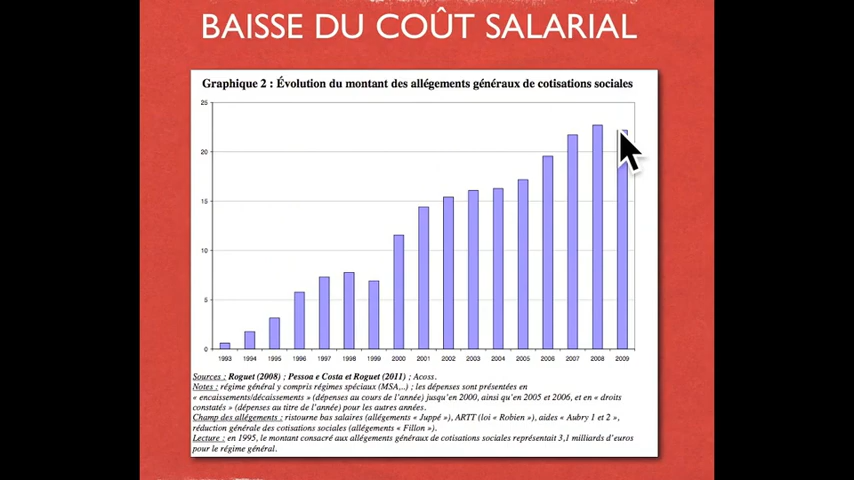 BAISSE DU COÛT SALARIAL
Graphique 2 : Évolution du montant des allégements généraux de cotisations sociales
25
20
15
10
5
0
1993 1994 1995 1996 1997 1998 1999 2000 2001 2002 2003 2004 2005 2006 2007 2008 2009
Sources : Roguet (2008) ; Pessoa e Costa et Roguet (2011) ; Acoss.
Notes : régime général y compris régimes spéciaux (MSA,..) ; les dépenses sont présentées en
« encaissements/décaissements » (dépenses au cours de l'année) jusqu'en 2000, ainsi qu'en 2005 et 2006, et en « droits
constatés » (dépenses au titre de l'année) pour les autres années.
Champ des allégements : ristourne bas salaires (allégements « Juppé »), ARTT (loi « Robien »), aides « Aubry 1 et 2 »,
réduction générale des cotisations sociales (allégements « Fillon »).
Lecture : en 1995, le montant consacré aux allégements généraux de cotisations sociales représentait 3,1 milliards d'euros
pour le régime général.